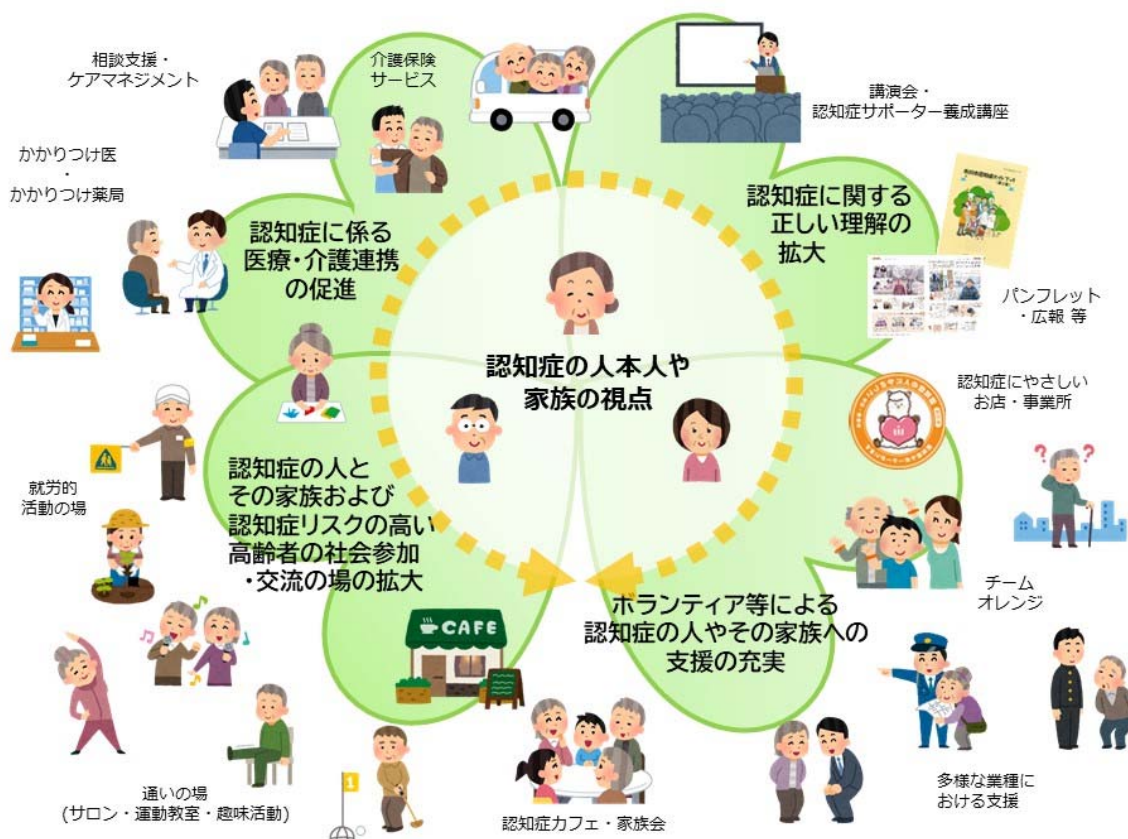 相談支援・
ケアマネジメント
介護保険
サービス
講演会・
認知症サポーター養成講座
かかりつけ医
・
かかりつけ薬局
認知症に係る
医療・介護連携
の促進
認知症に関する
正しい理解の
拡大
パンフレット
・広報 等
認知症の人本人や
家族の視点
認知症にやさしい
お店・事業所
就労的
活動の場
認知症の人と
その家族および
認知症リスクの高い
高齢者の社会参加
・交流の場の拡大
チーム
オレンジ
ボランティア等による
認知症の人やその家族への
支援の充実
CAFE
通いの場
(サロン・運動教室・趣味活動)
1
認知症カフェ・家族会
多様な業種に
おける支援